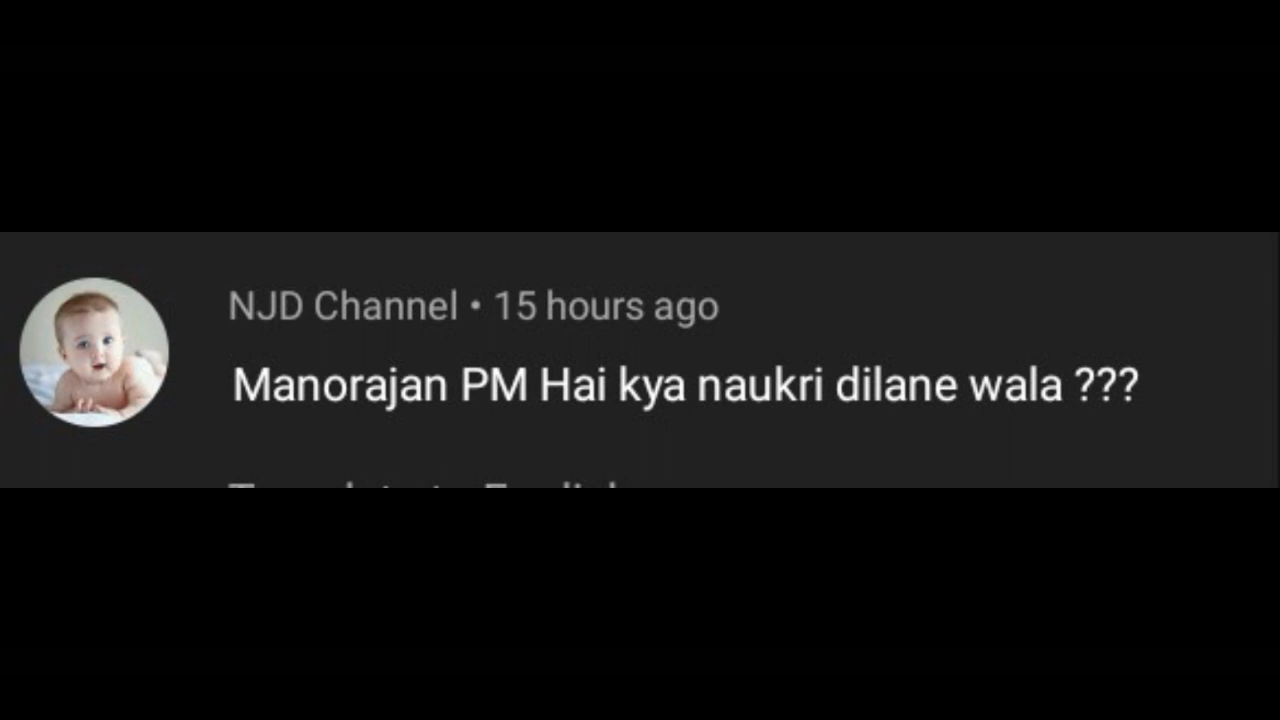 NJD Channel • 15 hours ago
Manorajan PM Hai kya naukri dilane wala ???